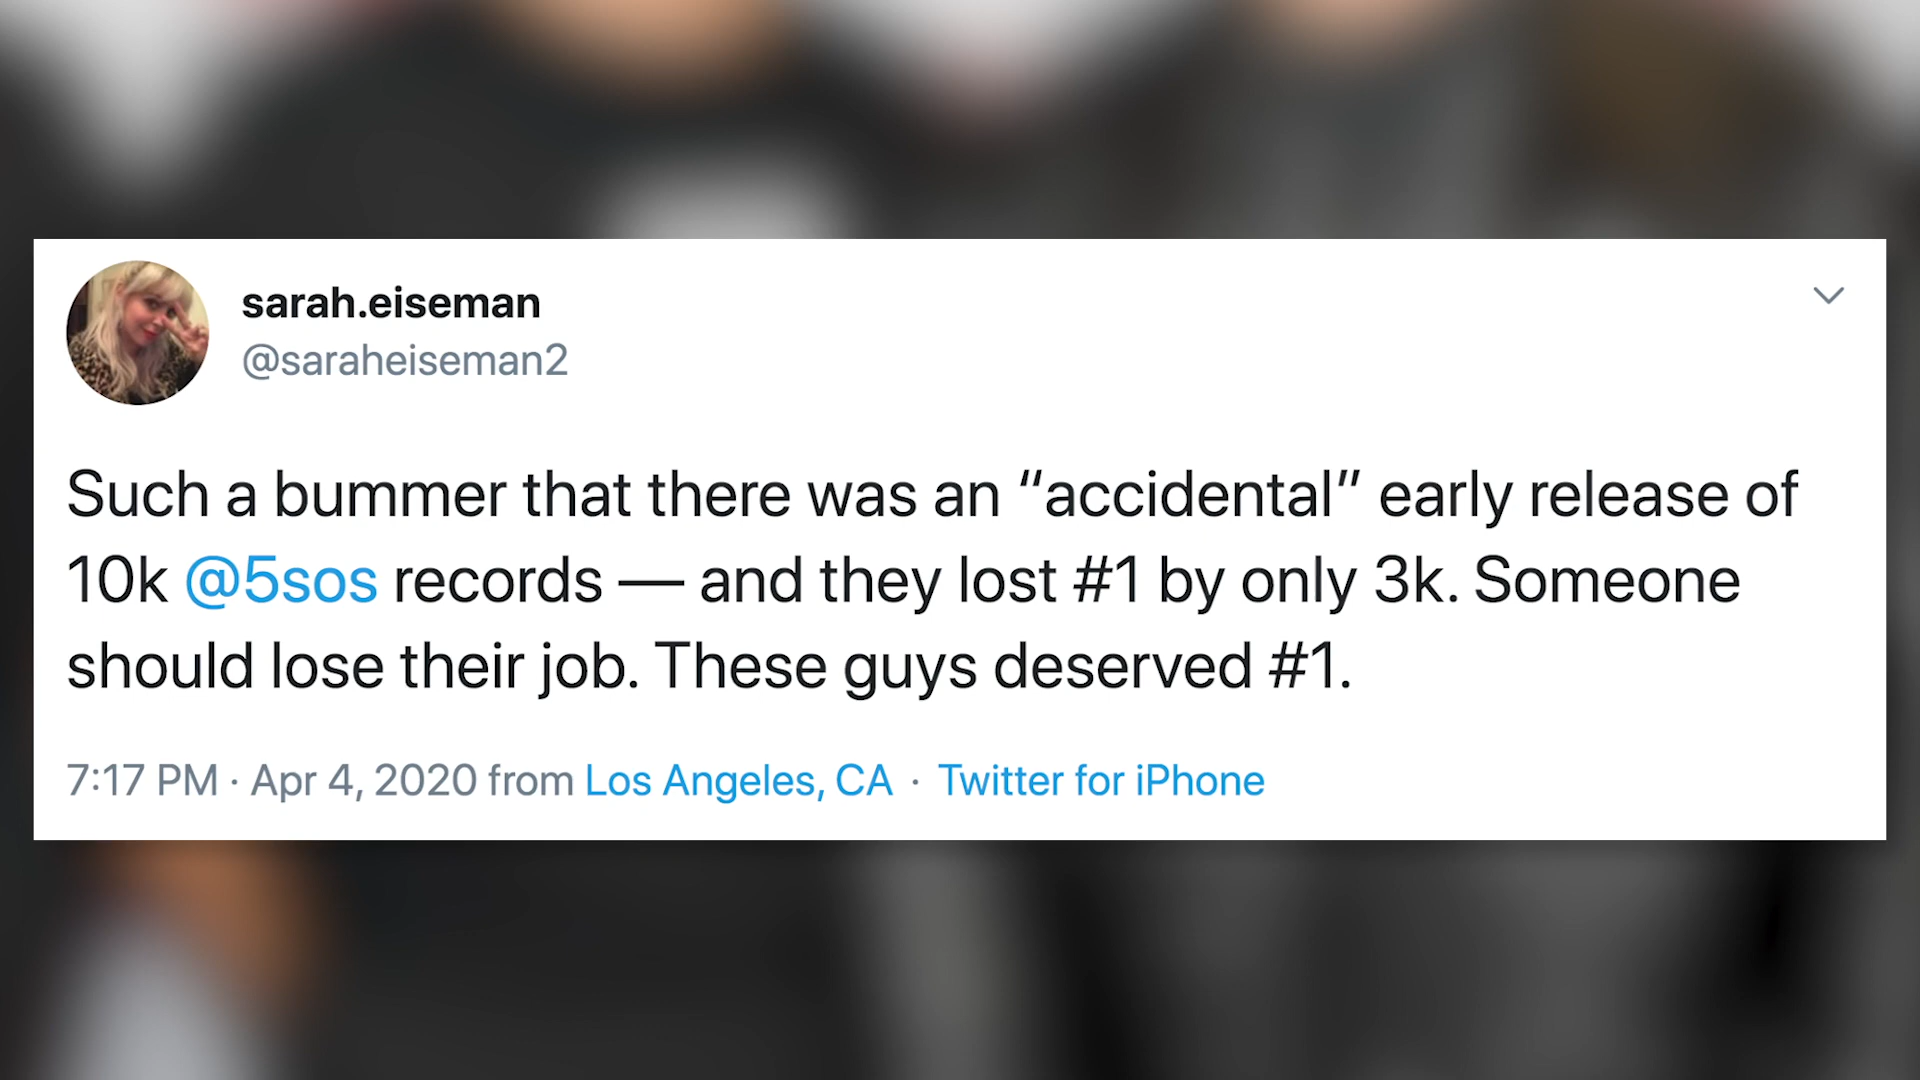 sarah.eiseman
@saraheiseman2
Such a bummer that there was an “accidental” early release of
10k @5sos records — and they lost #1 by only 3k. Someone
should lose their job. These guys deserved #1.
7:17 PM · Apr 4, 2020 from Los Angeles, CA · Twitter for iPhone